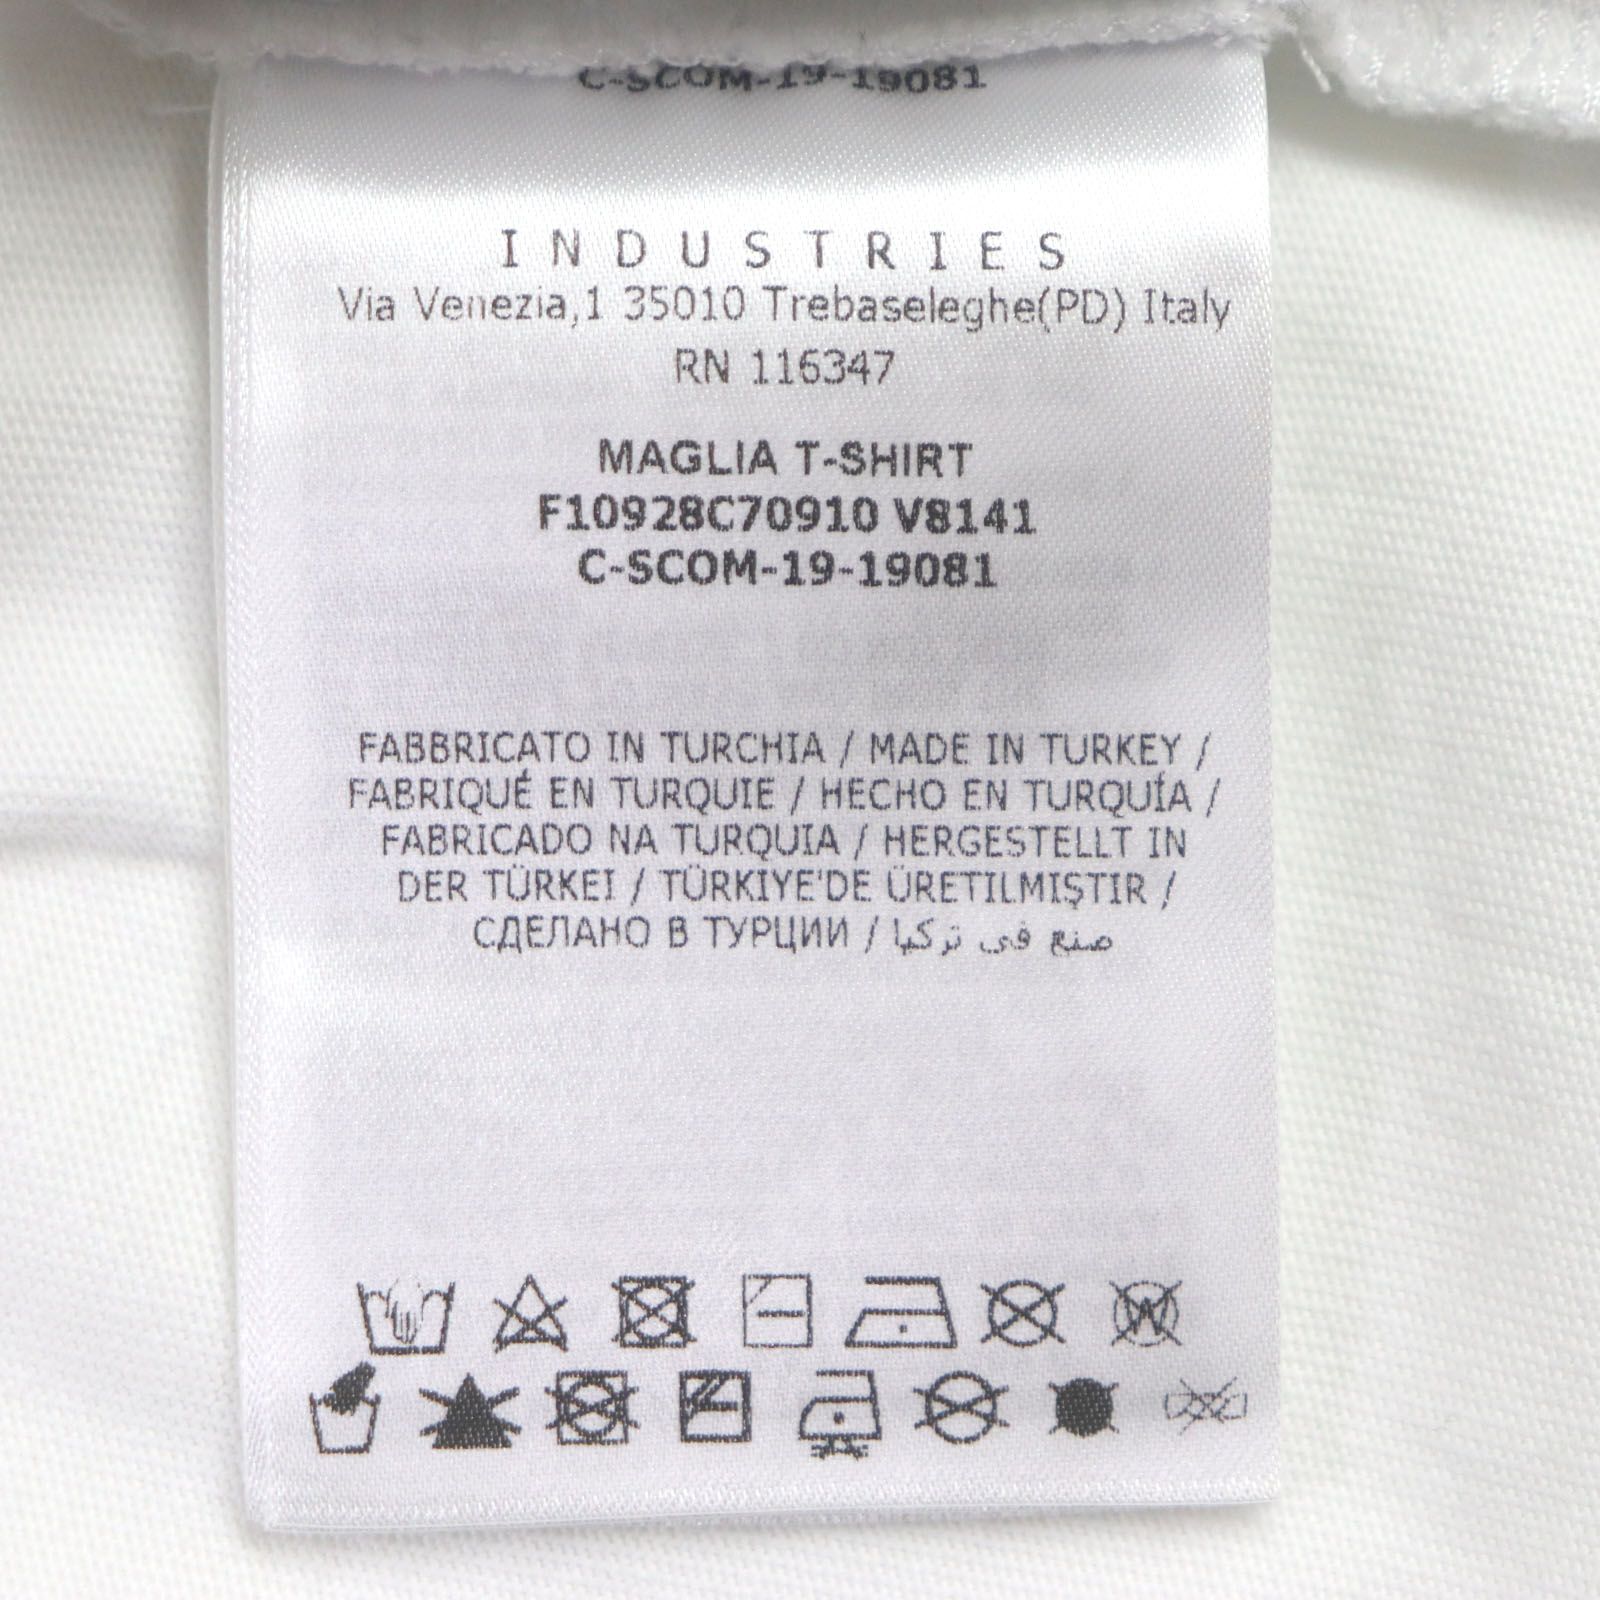 C-SCOM-19-19081
INDUSTRIES
Via Venezia,1 35010 Trebaseleghe(PD) Italy
RN 116347
MAGLIA T-SHIRT
F10928C70910 V8141
C-SCOM-19-19081
FABBRICATO IN TURCHIA / MADE IN TURKEY /
FABRIQUÉ EN TURQUIE / HECHO EN TURQUÍA /
FABRICADO NA TURQUIA / HERGESTELLT IN
DER TÜRKEI / TÜRKIYE'DE ÜRETILMIŞTIR /
СДЕЛАНО В ТУРЦИИ / صنع في تركيا
W